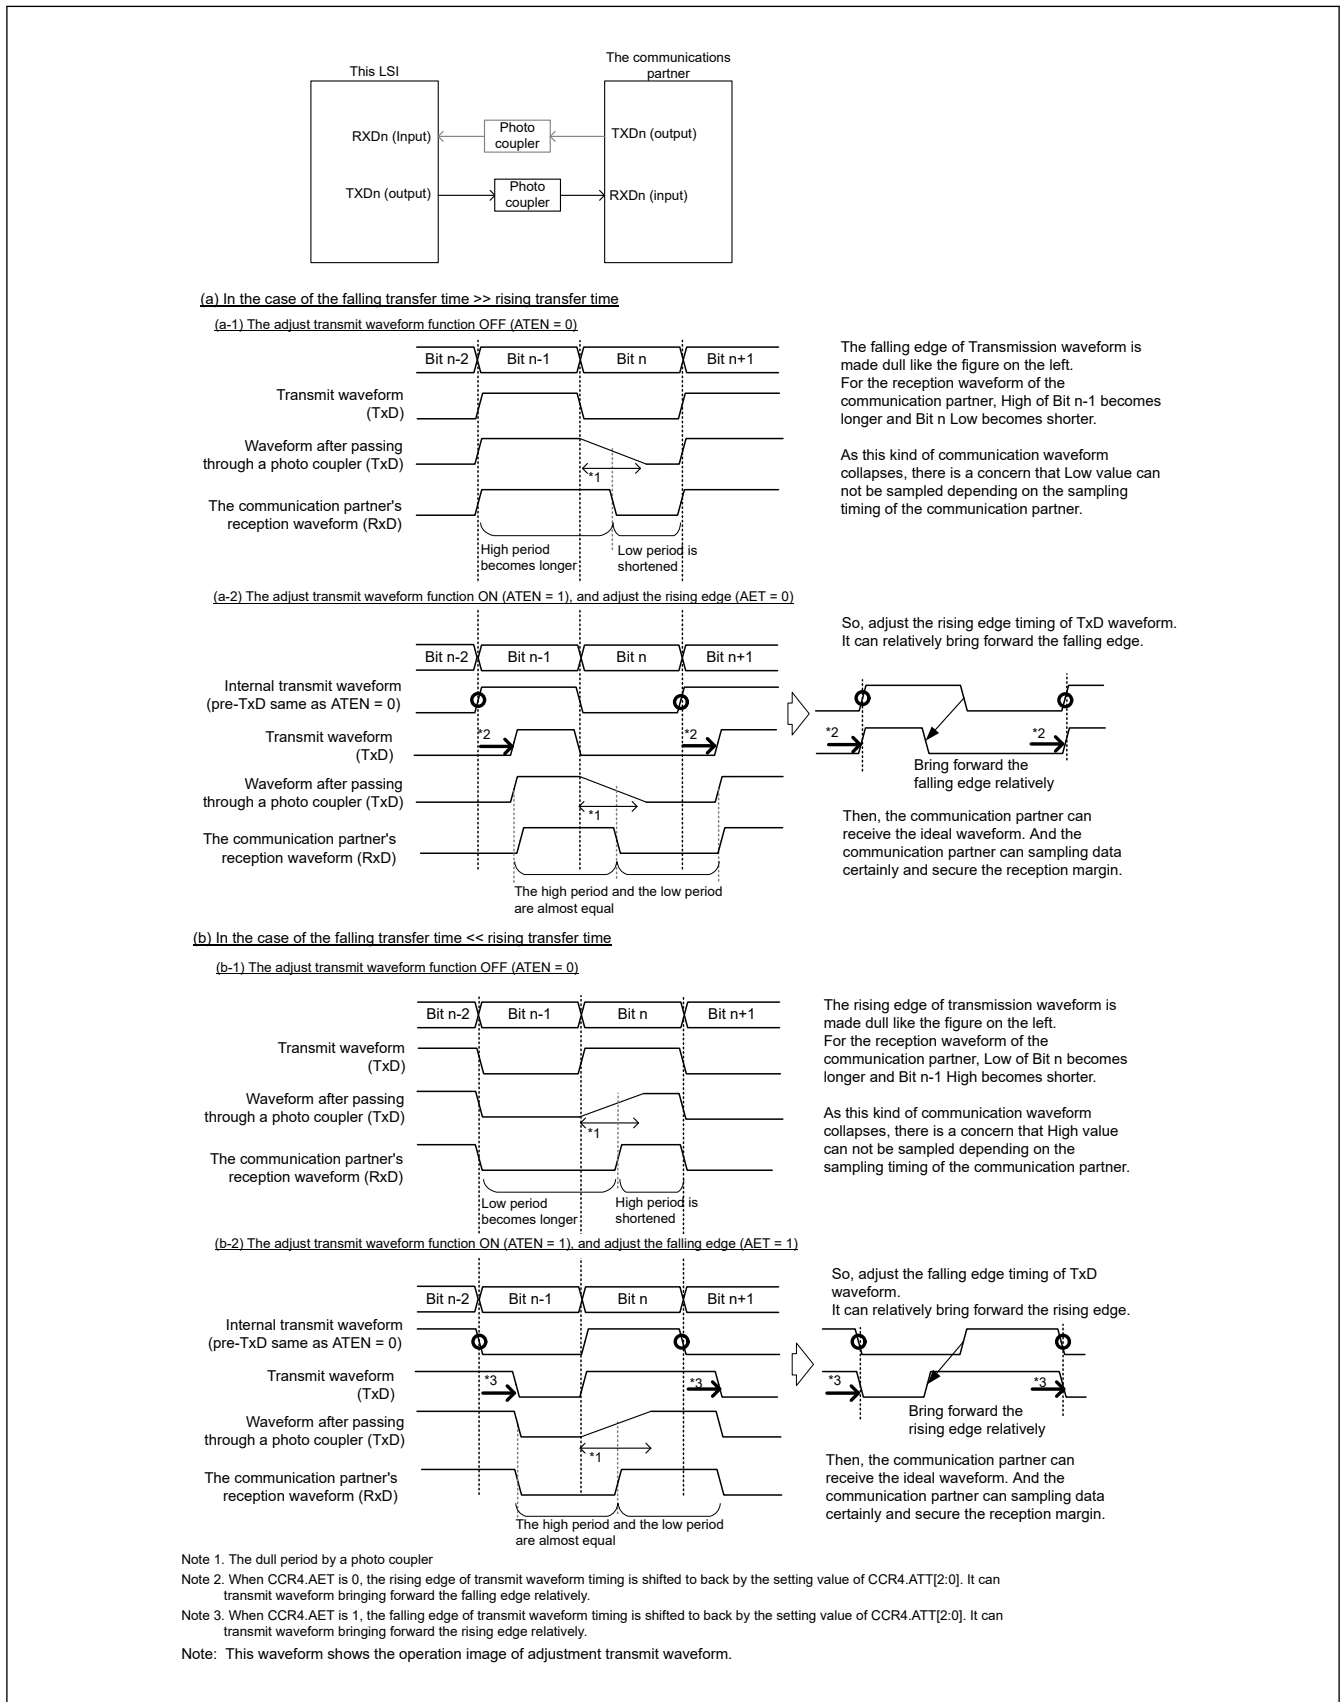 The communications
partner
This LSI
RXDn (Input)
Photo
coupler
TXDn (output)
TXDn (output)
Photo
coupler
RXDn (input)
(a) In the case of the falling transfer time >> rising transfer time
(a-1) The adjust transmit waveform function OFF (ATEN = 0)
Bit n-2 Bit n-1 Bit n Bit n+1
Transmit waveform
(TxD)
Waveform after passing
through a photo coupler (TxD)
*1
The communication partner's
reception waveform (RxD)
High period
becomes longer
Low period is
shortened
The falling edge of Transmission waveform is
made dull like the figure on the left.
For the reception waveform of the
communication partner, High of Bit n-1 becomes
longer and Bit n Low becomes shorter.
As this kind of communication waveform
collapses, there is a concern that Low value can
not be sampled depending on the sampling
timing of the communication partner.
(a-2) The adjust transmit waveform function ON (ATEN = 1), and adjust the rising edge (AET = 0)
Bit n-2 Bit n-1 Bit n Bit n+1
Internal transmit waveform
(pre-TxD same as ATEN = 0)
*2 *2
Transmit waveform
(TxD)
Waveform after passing
through a photo coupler (TxD)
*1
The communication partner's
reception waveform (RxD)
The high period and the low period
are almost equal
So, adjust the rising edge timing of TxD waveform.
It can relatively bring forward the falling edge.
*2 *2
Bring forward the
falling edge relatively
Then, the communication partner can
receive the ideal waveform. And the
communication partner can sampling data
certainly and secure the reception margin.
(b) In the case of the falling transfer time << rising transfer time
(b-1) The adjust transmit waveform function OFF (ATEN = 0)
Bit n-2 Bit n-1 Bit n Bit n+1
Transmit waveform
(TxD)
Waveform after passing
through a photo coupler (TxD)
*1
The communication partner's
reception waveform (RxD)
Low period
becomes longer
High period is
shortened
The rising edge of transmission waveform is
made dull like the figure on the left.
For the reception waveform of the
communication partner, Low of Bit n becomes
longer and Bit n-1 High becomes shorter.
As this kind of communication waveform
collapses, there is a concern that High value
can not be sampled depending on the
sampling timing of the communication partner.
(b-2) The adjust transmit waveform function ON (ATEN = 1), and adjust the falling edge (AET = 1)
Bit n-2 Bit n-1 Bit n Bit n+1
Internal transmit waveform
(pre-TxD same as ATEN = 0)
*3 *3
Transmit waveform
(TxD)
Waveform after passing
through a photo coupler (TxD)
*1
The communication partner's
reception waveform (RxD)
The high period and the low period
are almost equal
So, adjust the falling edge timing of TxD
waveform.
It can relatively bring forward the rising edge.
*3 *3
Bring forward the
rising edge relatively
Then, the communication partner can
receive the ideal waveform. And the
communication partner can sampling data
certainly and secure the reception margin.
Note 1. The dull period by a photo coupler
Note 2. When CCR4.AET is 0, the rising edge of transmit waveform timing is shifted to back by the setting value of CCR4.ATT[2:0]. It can
transmit waveform bringing forward the falling edge relatively.
Note 3. When CCR4.AET is 1, the falling edge of transmit waveform timing is shifted to back by the setting value of CCR4.ATT[2:0]. It can
transmit waveform bringing forward the rising edge relatively.
Note: This waveform shows the operation image of adjustment transmit waveform.